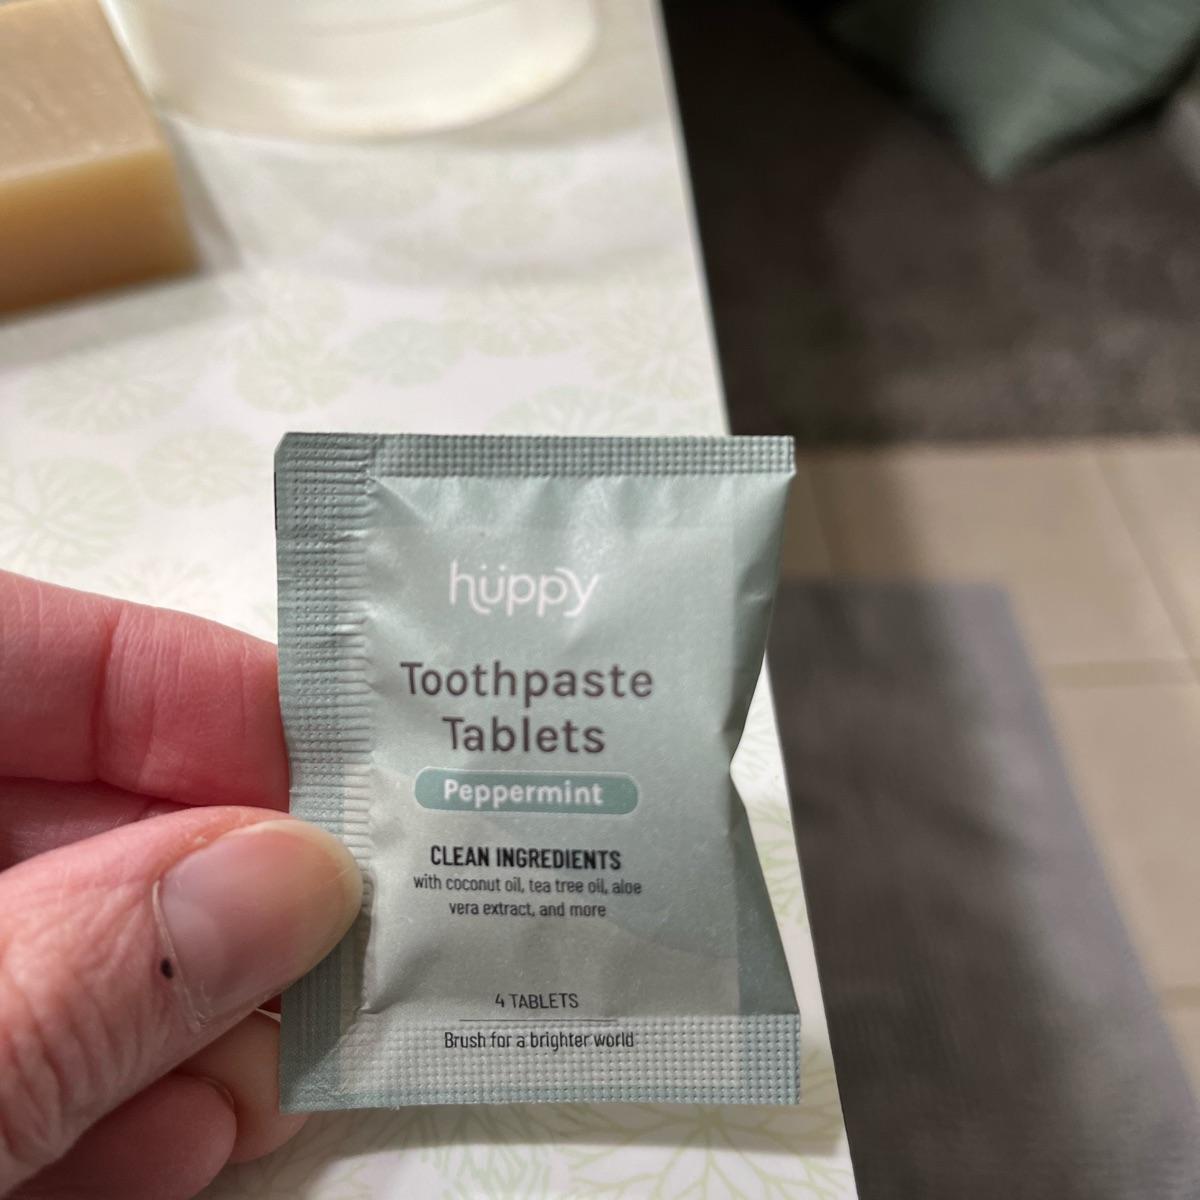 hüppy
Toothpaste
Tablets
Peppermint
CLEAN INGREDIENTS
with coconut oil, tea tree oil, aloe
vera extract, and more
4 TABLETS
Brush for a brighter world